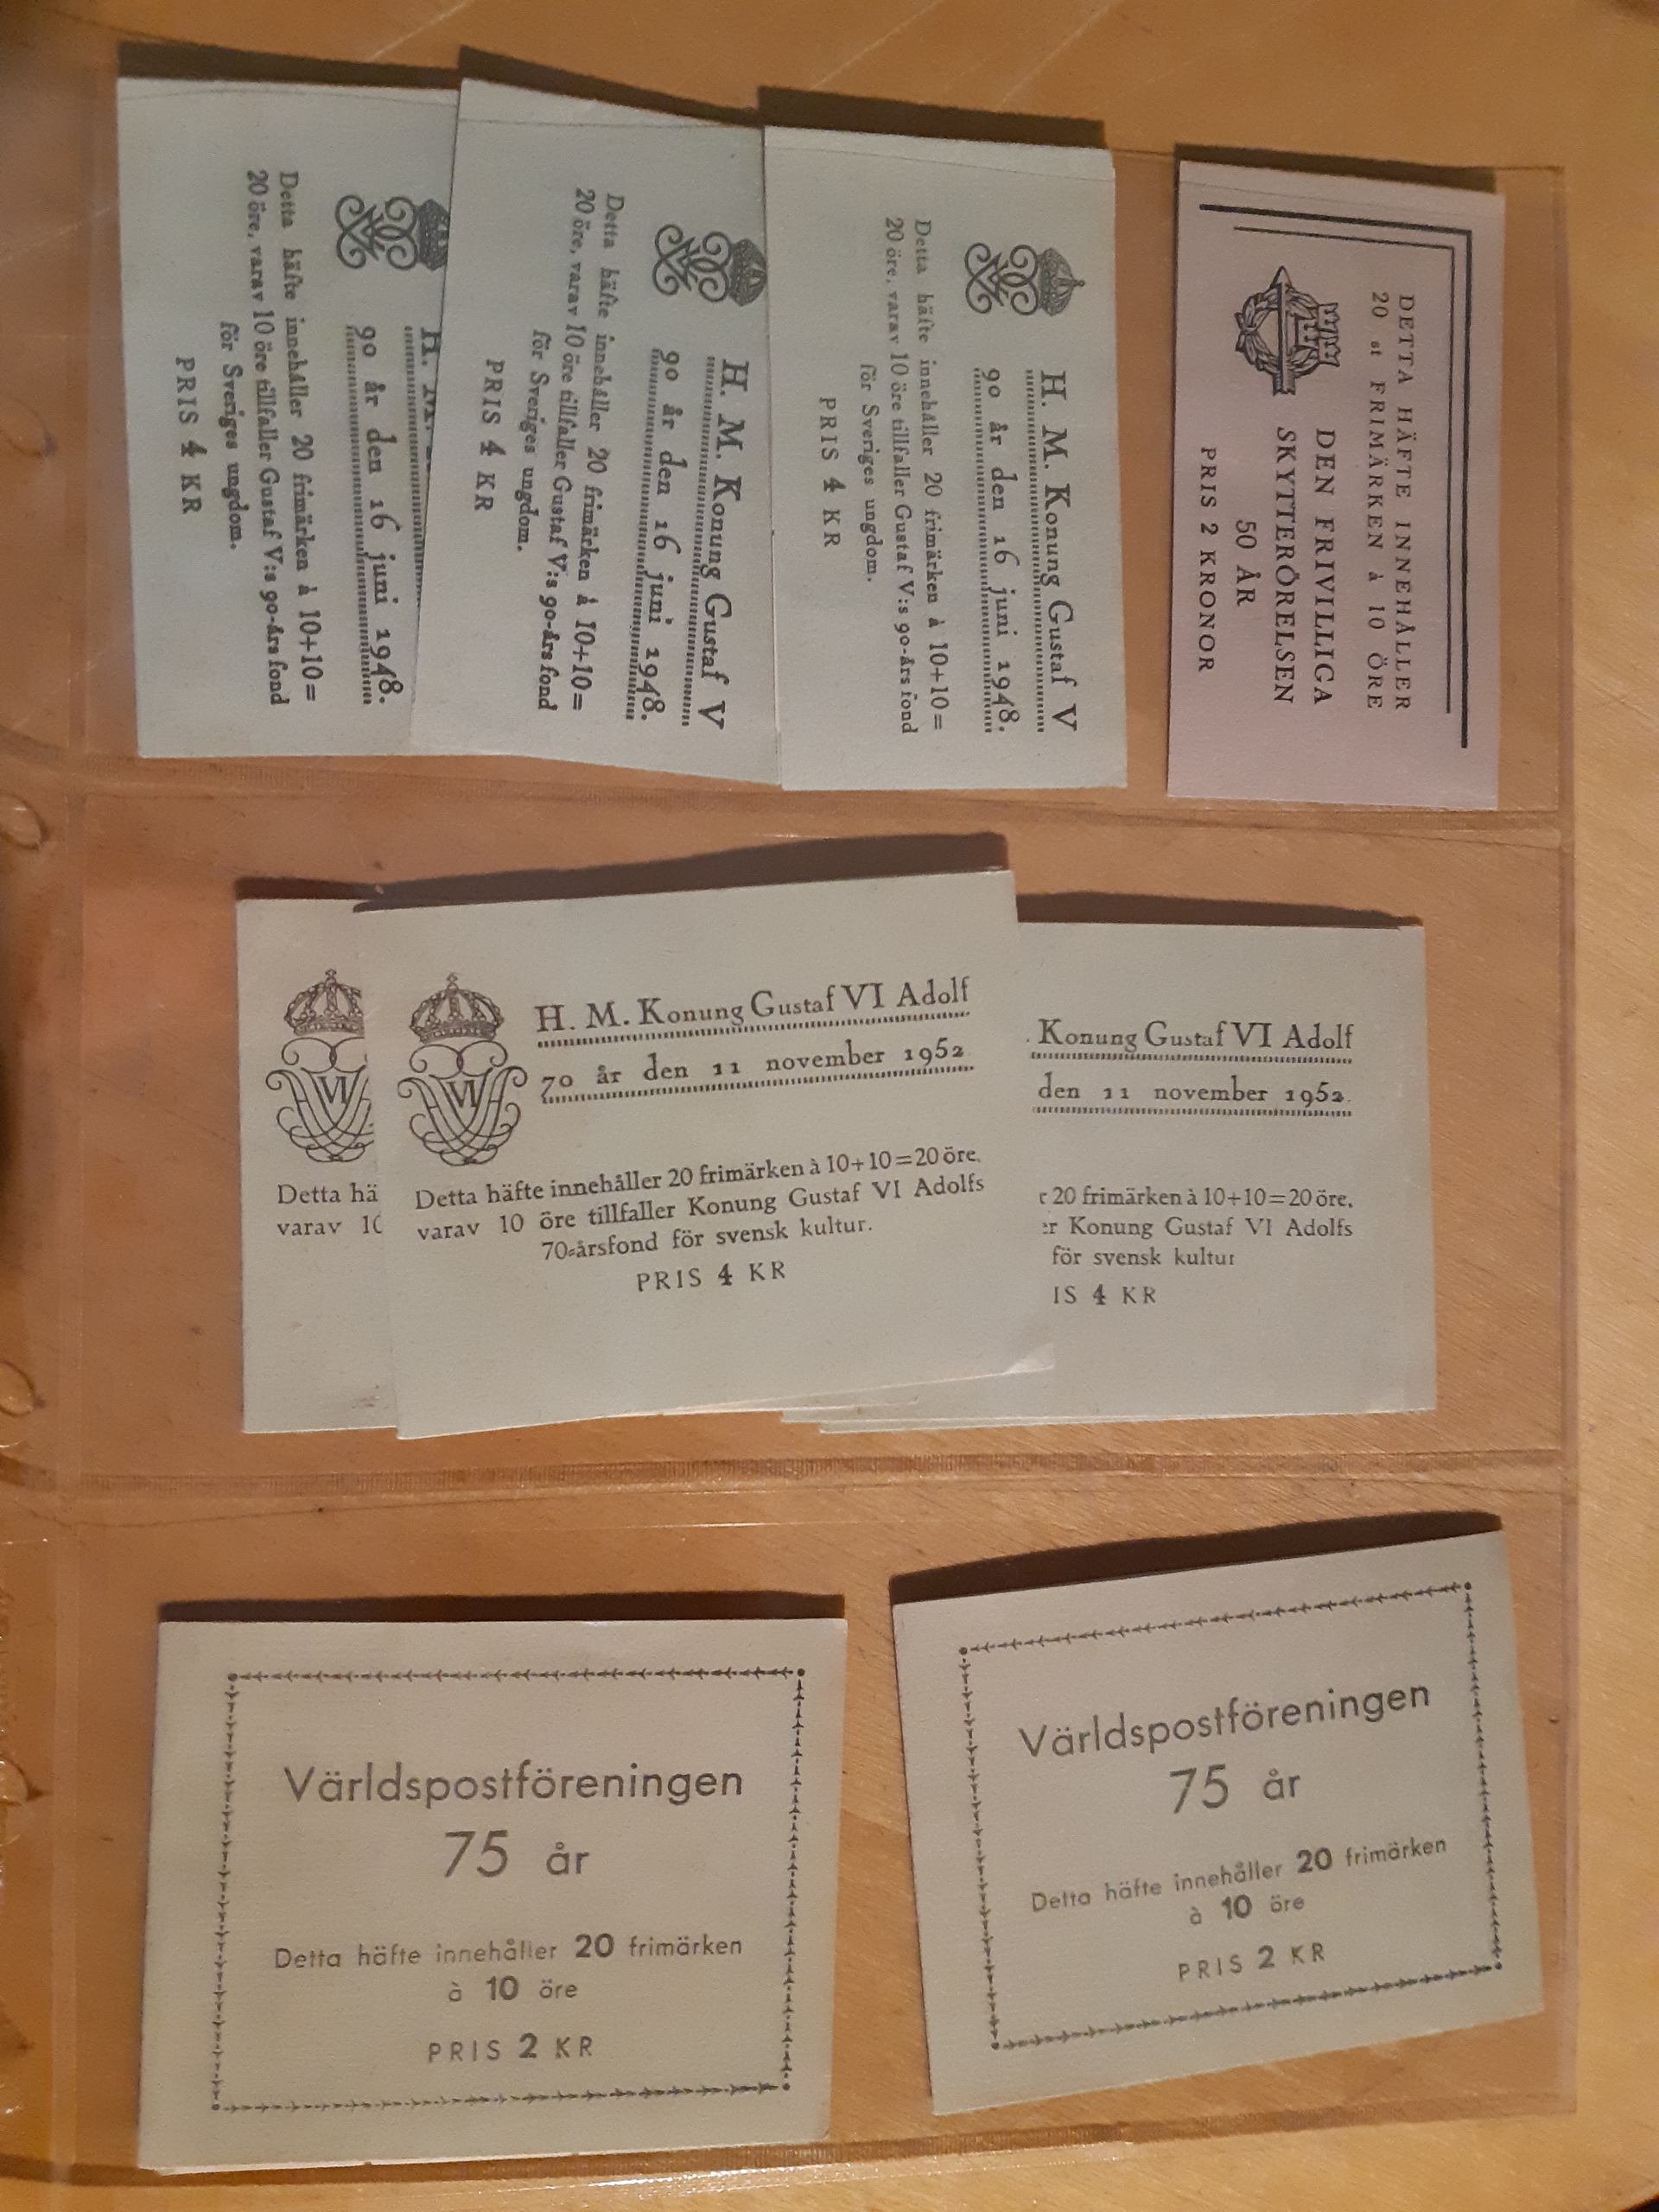 Detta häfte innehåller 20 frimärken à 10+10=
20 öre, varav 10 öre tillfaller Gustaf V:s 90-års fond
för Sveriges ungdom.
PRIS 4 KR
90 år den 16 juni 1948.
H. M. Konung Gustaf V
90 år den 16 juni 1948.
Detta häfte innehåller 20 frimärken à 10+10=
20 öre, varav 10 öre tillfaller Gustaf V:s 90-års fond
för Sveriges ungdom.
PRIS 4 KR
H. M. Konung Gustaf V
90 år den 16 juni 1948.
Detta häfte innehåller 20 frimärken à 10+10=
20 öre, varav 10 öre tillfaller Gustaf V:s 90-års fond
för Sveriges ungdom.
PRIS 4 KR
DETTA HÄFTE INNEHÅLLER
20 st FRIMÄRKEN à 10 ÖRE
DEN FRIVILLIGA
SKYTTERÖRELSEN
50 ÅR
PRIS 2 KRONOR
VI
Detta hä
varav 10
VI
H. M. Konung Gustaf VI Adolf
70 år den 11 november 1952
Detta häfte innehåller 20 frimärken à 10+10=20 öre,
varav 10 öre tillfaller Konung Gustaf VI Adolfs
70-årsfond för svensk kultur.
PRIS 4 KR
Konung Gustaf VI Adolf
den 11 november 1952.
r 20 frimärken à 10+10=20 öre,
er Konung Gustaf VI Adolfs
för svensk kultur
IS 4 KR
Världspostföreningen
75 år
Detta häfte innehåller 20 frimärken
à 10 öre
PRIS 2 KR
Världspostföreningen
75 år
Detta häfte innehåller 20 frimärken
à 10 öre
PRIS 2 KR